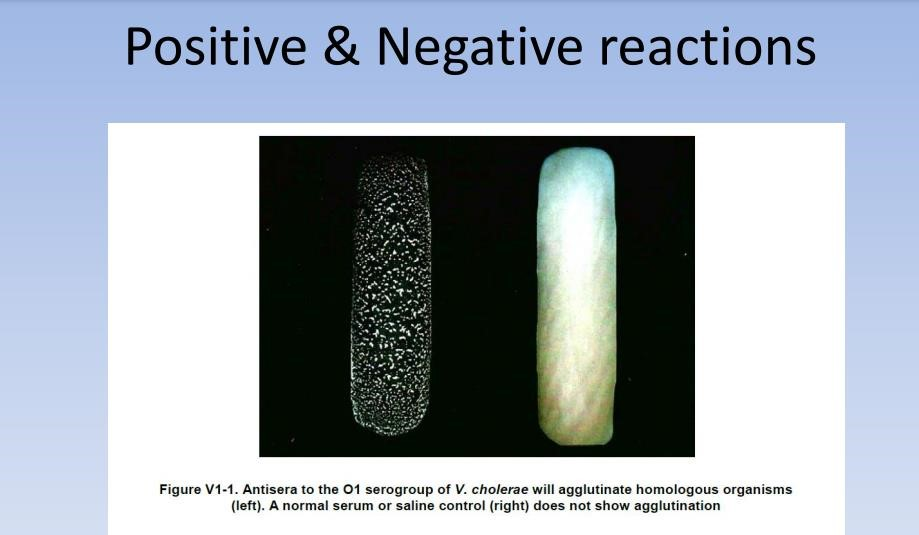 Positive & Negative reactions
Figure V1-1. Antisera to the O1 serogroup of V. cholerae will agglutinate homologous organisms
(left). A normal serum or saline control (right) does not show agglutination